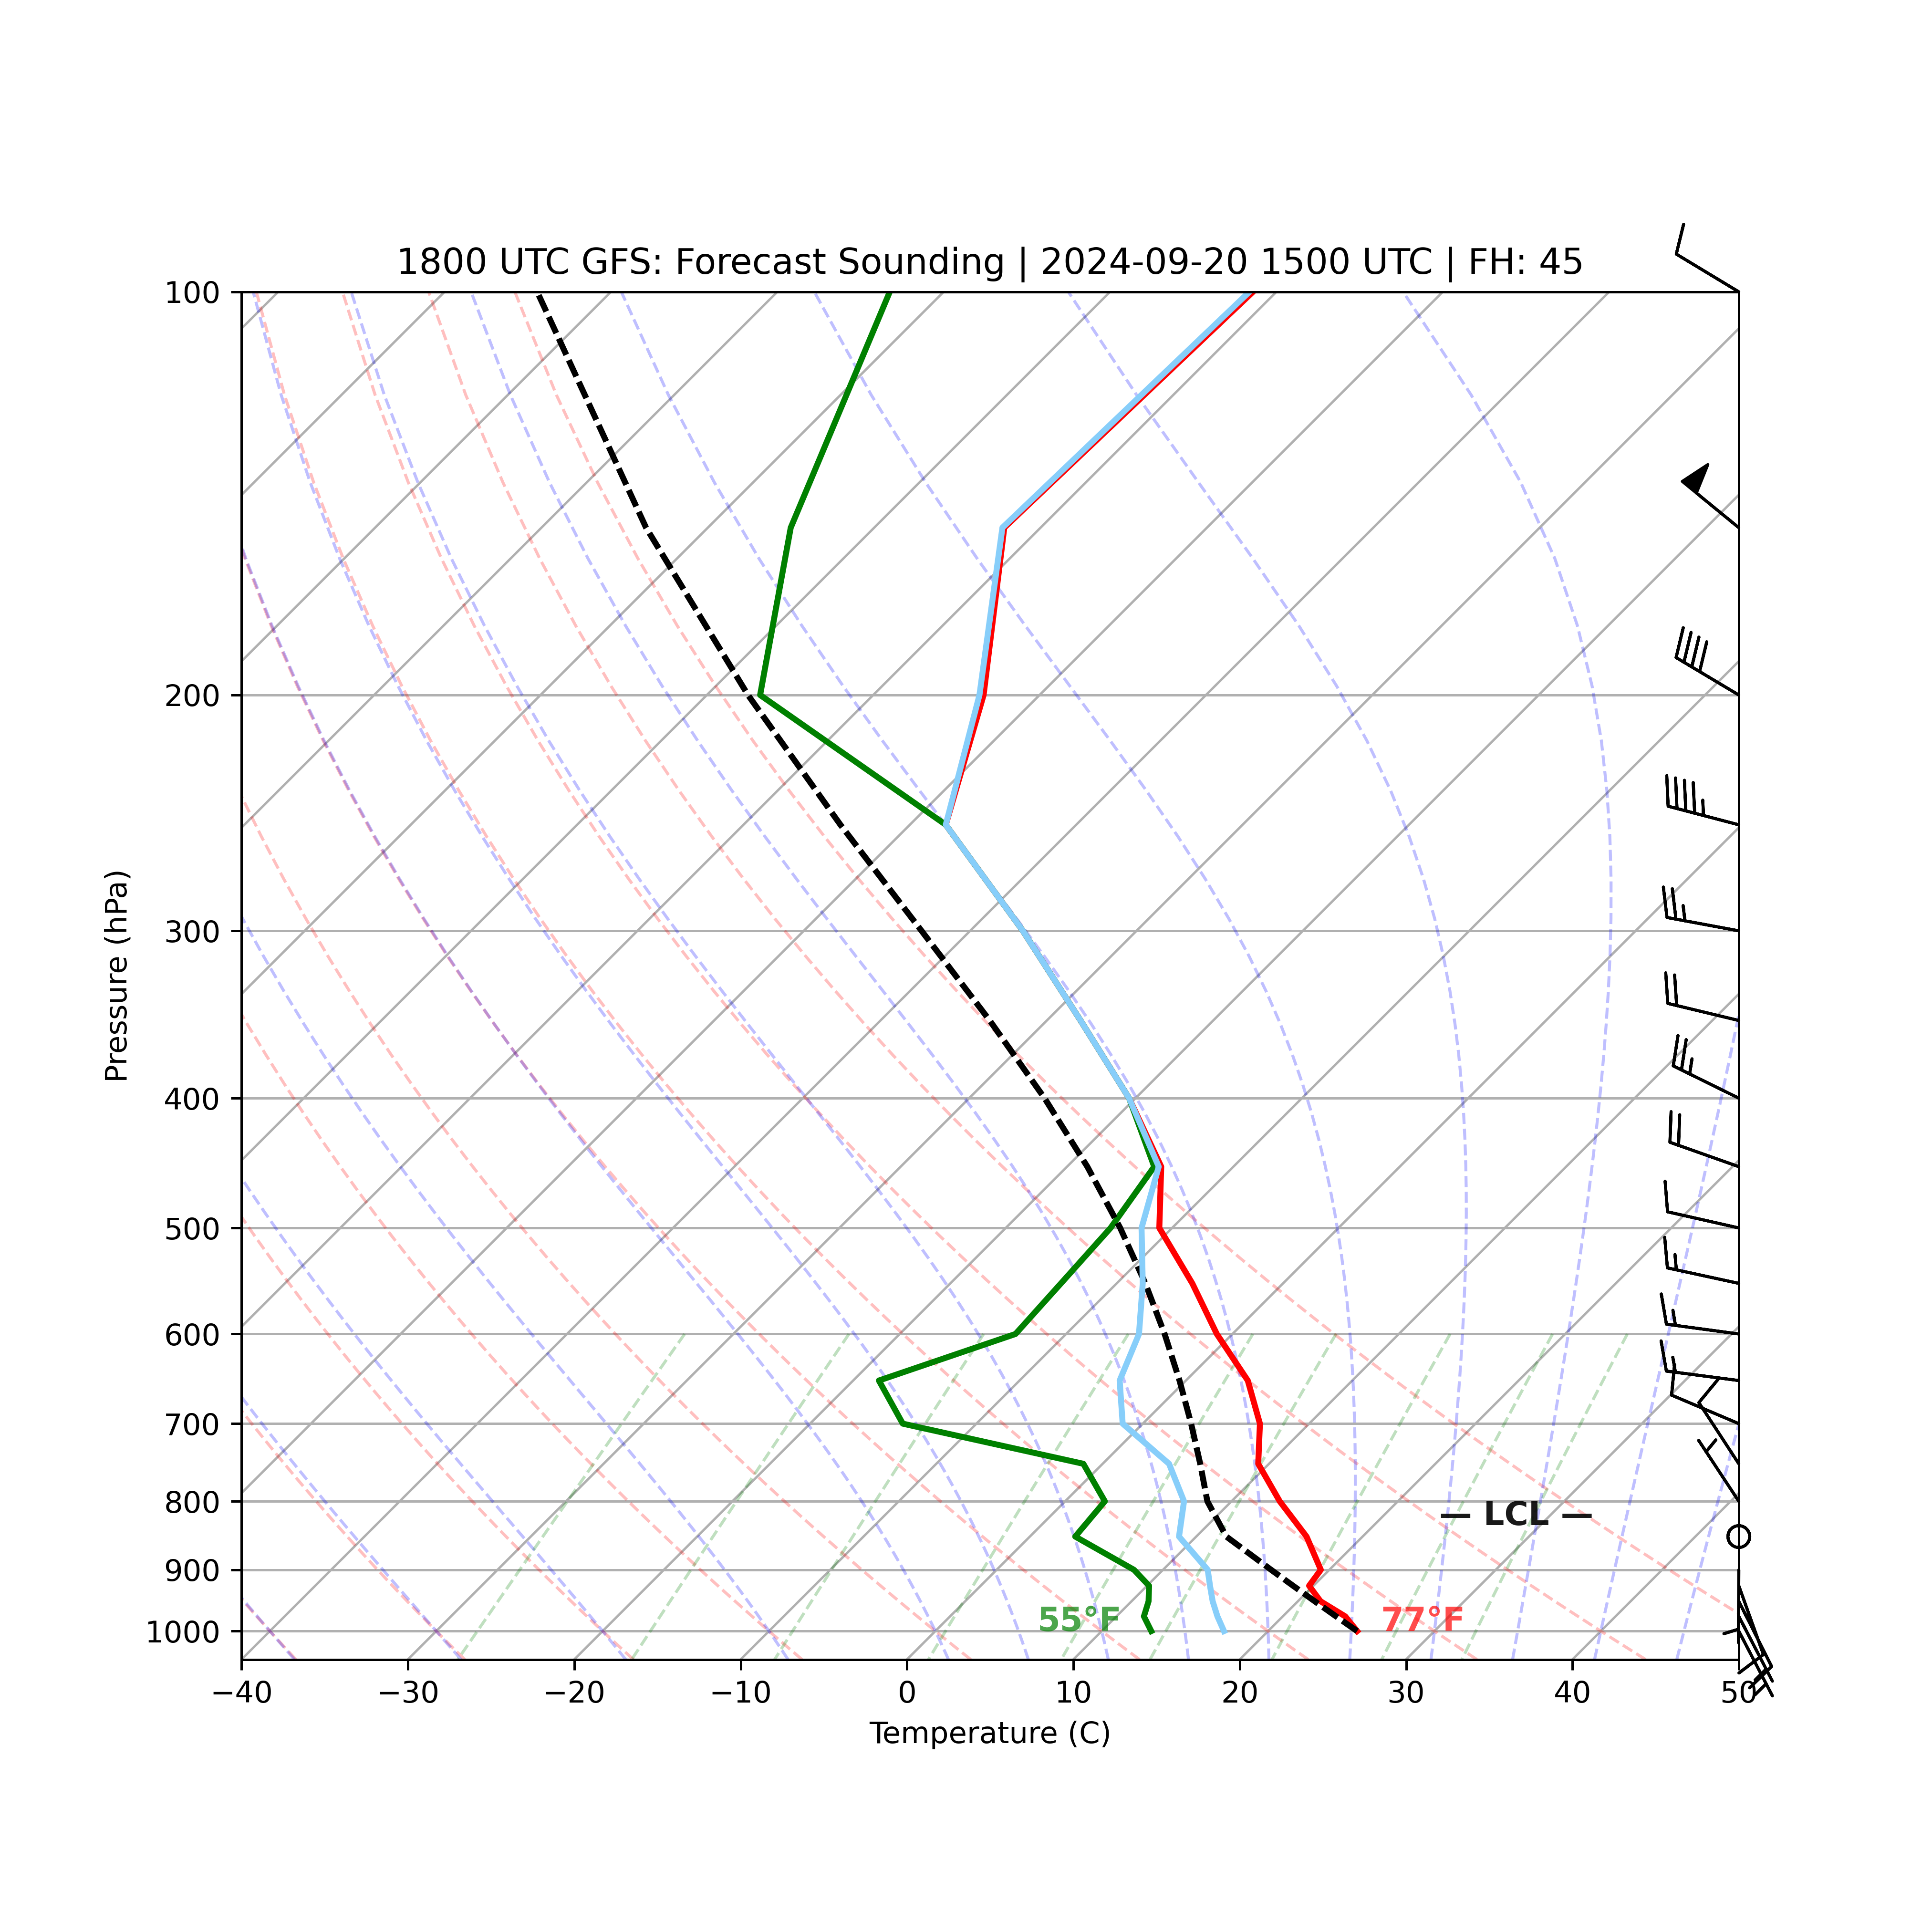 1800 UTC GFS: Forecast Sounding | 2024-09-20 1500 UTC | FH: 45
100
200
300
400
500
600
700
800
900
1000
Pressure (hPa)
— LCL —
55°F
77°F
−40 −30 −20 −10 0 10 20 30 40 50
Temperature (C)